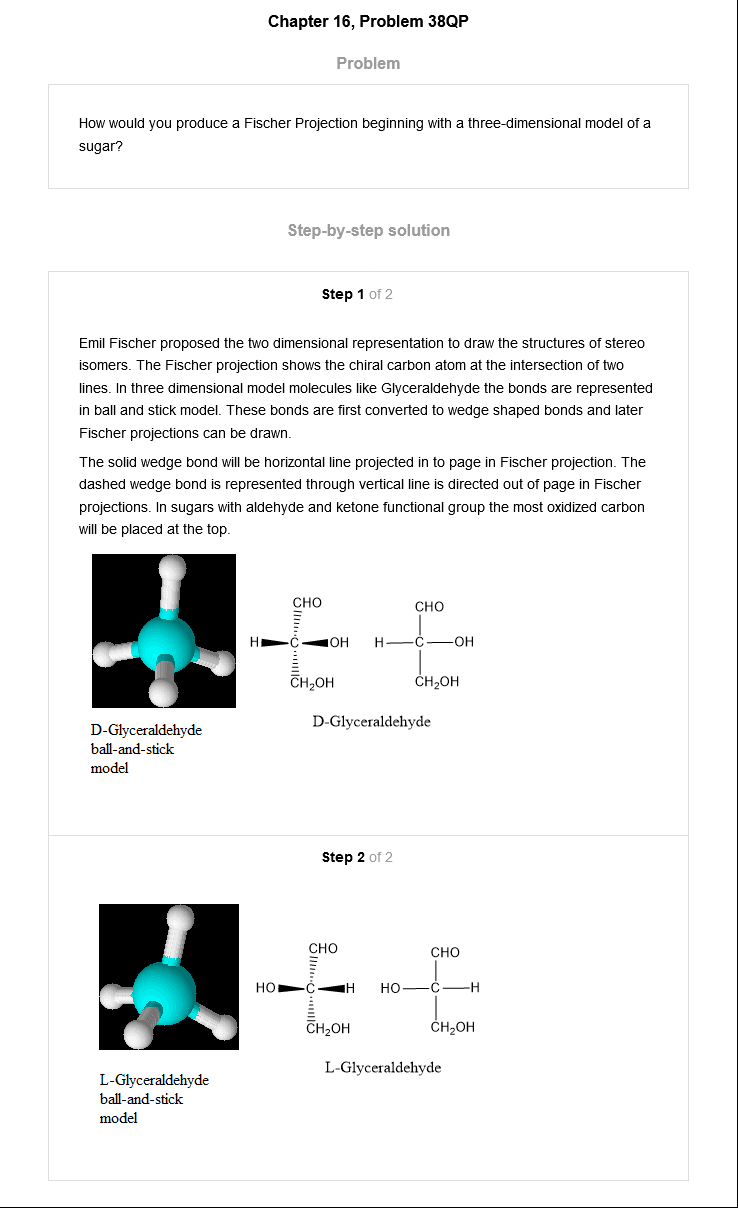 Chapter 16, Problem 38QP
Problem
How would you produce a Fischer Projection beginning with a three-dimensional model of a
sugar?
Step-by-step solution
Step 1 of 2
Emil Fischer proposed the two dimensional representation to draw the structures of stereo
isomers. The Fischer projection shows the chiral carbon atom at the intersection of two
lines. In three dimensional model molecules like Glyceraldehyde the bonds are represented
in ball and stick model. These bonds are first converted to wedge shaped bonds and later
Fischer projections can be drawn.
The solid wedge bond will be horizontal line projected in to page in Fischer projection. The
dashed wedge bond is represented through vertical line is directed out of page in Fischer
projections. In sugars with aldehyde and ketone functional group the most oxidized carbon
will be placed at the top.
CHO CHO
H C OH H C OH
CH2OH CH2OH
D-Glyceraldehyde
D-Glyceraldehyde
ball-and-stick
model
Step 2 of 2
CHO CHO
HO C H HO C H
CH2OH CH2OH
L-Glyceraldehyde
L-Glyceraldehyde
ball-and-stick
model